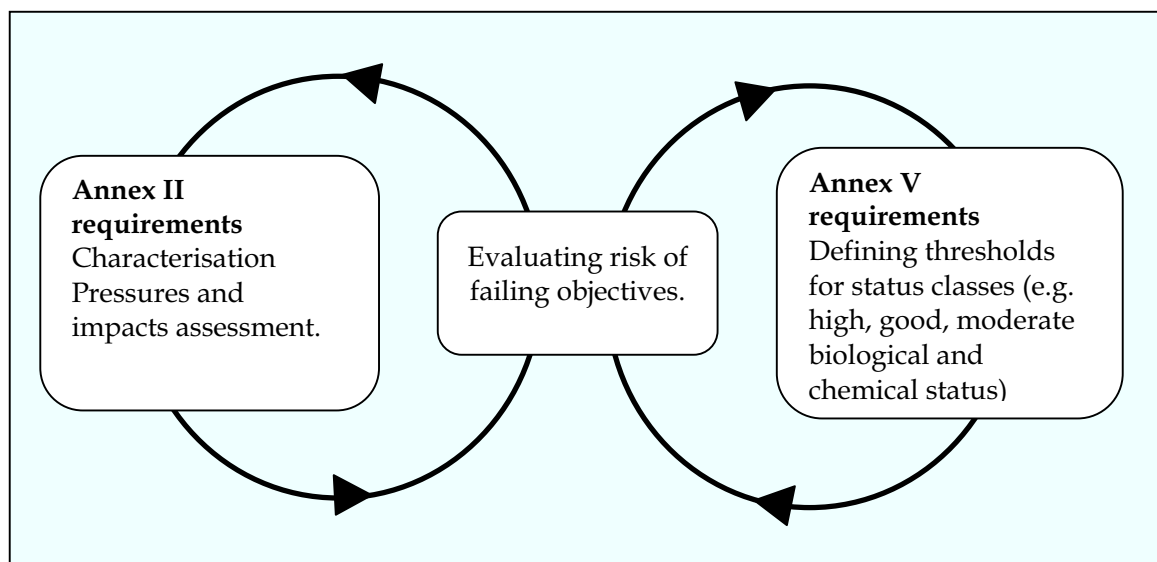 Annex II
requirements
Characterisation
Pressures and
impacts assessment.
Evaluating risk of
failing objectives.
Annex V
requirements
Defining thresholds
for status classes (e.g.
high, good, moderate
biological and
chemical status)